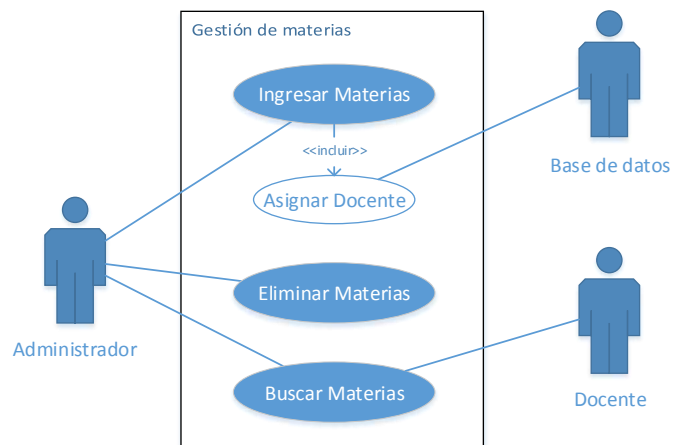 Gestión de materias
Ingresar Materias
<<incluir>>
Asignar Docente
Base de datos
Eliminar Materias
Administrador
Buscar Materias
Docente